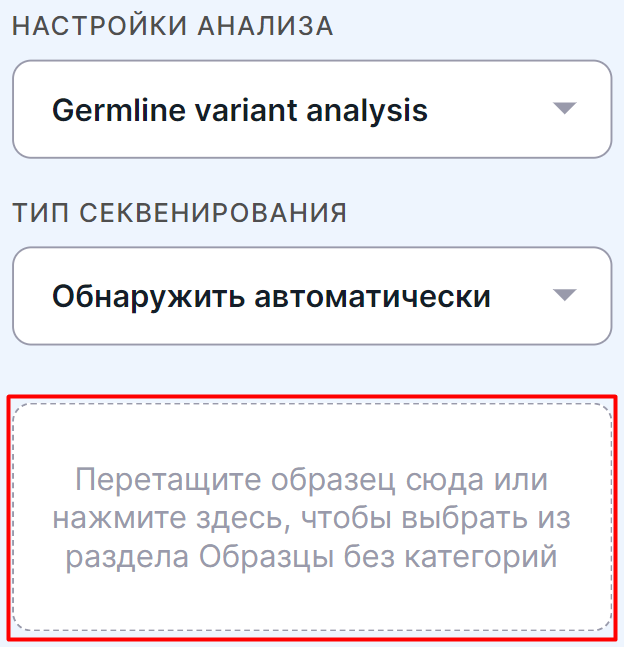 НАСТРОЙКИ АНАЛИЗА
Germline variant analysis
ТИП СЕКВЕНИРОВАНИЯ
Обнаружить автоматически
Перетащите образец сюда или
нажмите здесь, чтобы выбрать из
раздела Образцы без категорий